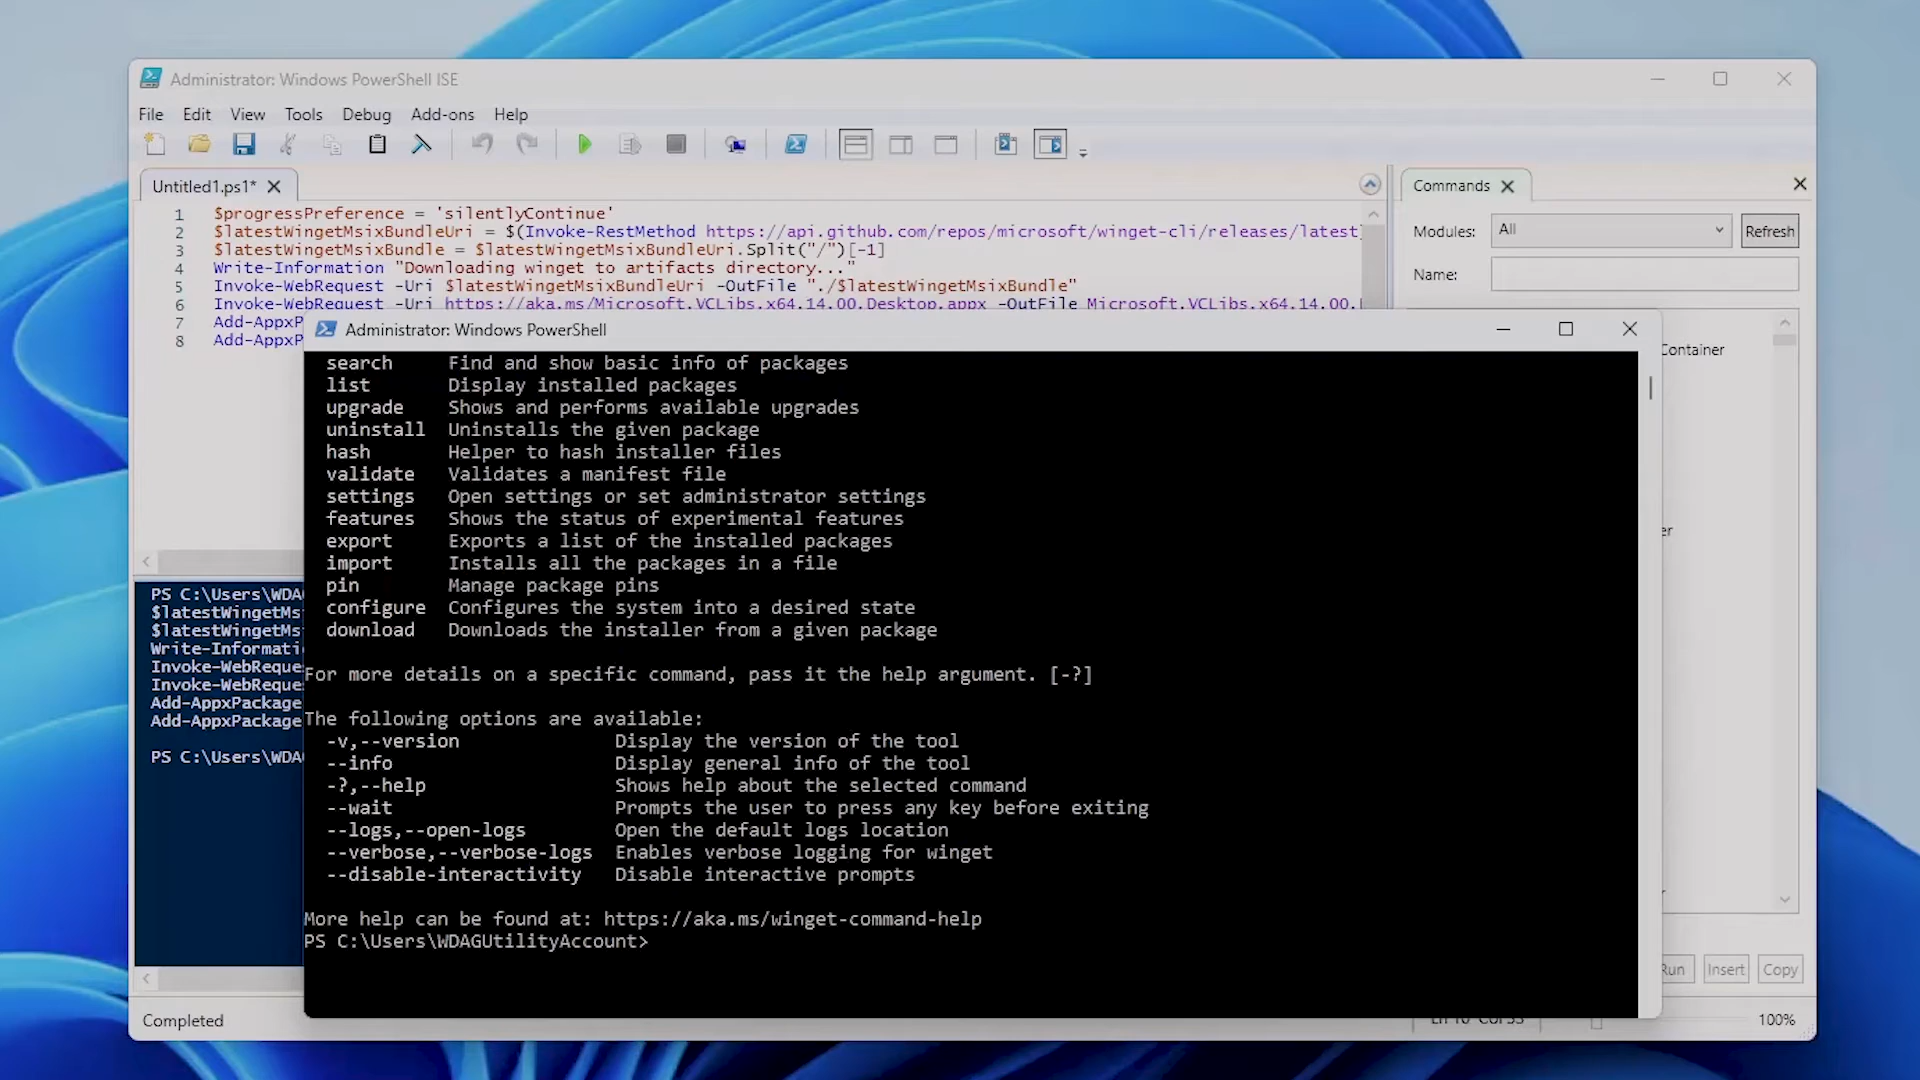 Administrator: Windows PowerShell ISE
File Edit View Tools Debug Add-ons Help
Untitled1.ps1*
1 $progressPreference = 'silentlyContinue'
2 $latestWingetMsixBundleUri = $(Invoke-RestMethod https://api.github.com/repos/microsoft/winget-cli/releases/latest)
3 $latestWingetMsixBundle = $latestWingetMsixBundleUri.Split("/")[-1]
4 Write-Information "Downloading winget to artifacts directory..."
5 Invoke-WebRequest -Uri $latestWingetMsixBundleUri -OutFile "./$latestWingetMsixBundle"
6 Invoke-WebRequest -Uri https://aka.ms/Microsoft.VCLibs.x64.14.00.Desktop.appx -OutFile Microsoft.VCLibs.x64.14.00.
7 Add-AppxP
8 Add-AppxP
Commands
Modules: All Refresh
Name:
Container
er
Run Insert Copy
PS C:\Users\WDA
$latestWingetMs
$latestWingetMs
Write-Informati
Invoke-WebReque
Invoke-WebReque
Add-AppxPackage
Add-AppxPackage
PS C:\Users\WDA
Administrator: Windows PowerShell
search Find and show basic info of packages
list Display installed packages
upgrade Shows and performs available upgrades
uninstall Uninstalls the given package
hash Helper to hash installer files
validate Validates a manifest file
settings Open settings or set administrator settings
features Shows the status of experimental features
export Exports a list of the installed packages
import Installs all the packages in a file
pin Manage package pins
configure Configures the system into a desired state
download Downloads the installer from a given package
For more details on a specific command, pass it the help argument. [-?]
The following options are available:
-v,--version Display the version of the tool
--info Display general info of the tool
-?,--help Shows help about the selected command
--wait Prompts the user to press any key before exiting
--logs,--open-logs Open the default logs location
--verbose,--verbose-logs Enables verbose logging for winget
--disable-interactivity Disable interactive prompts
More help can be found at: https://aka.ms/winget-command-help
PS C:\Users\WDAGUtilityAccount>
Completed
100%